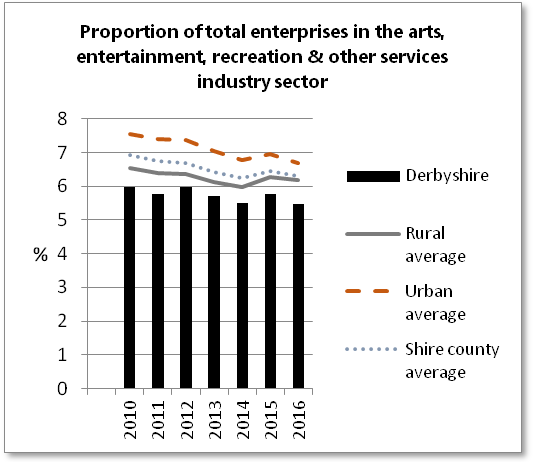 Proportion of total enterprises in the arts,
entertainment, recreation & other services
industry sector
8
7
6
5
4
3
2
1
0
%
2010
2011
2012
2013
2014
2015
2016
Derbyshire
Rural
average
Urban
average
Shire county
average